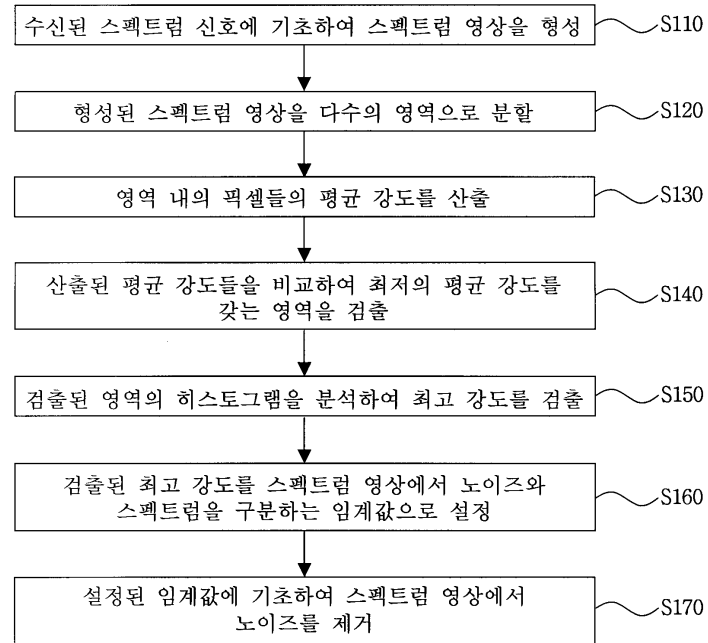 수신된 스펙트럼 신호에 기초하여 스펙트럼 영상을 형성 S110
형성된 스펙트럼 영상을 다수의 영역으로 분할 S120
영역 내의 픽셀들의 평균 강도를 산출 S130
산출된 평균 강도들을 비교하여 최저의 평균 강도를
갖는 영역을 검출 S140
검출된 영역의 히스토그램을 분석하여 최고 강도를 검출 S150
검출된 최고 강도를 스펙트럼 영상에서 노이즈와
스펙트럼을 구분하는 임계값으로 설정 S160
설정된 임계값에 기초하여 스펙트럼 영상에서
노이즈를 제거 S170